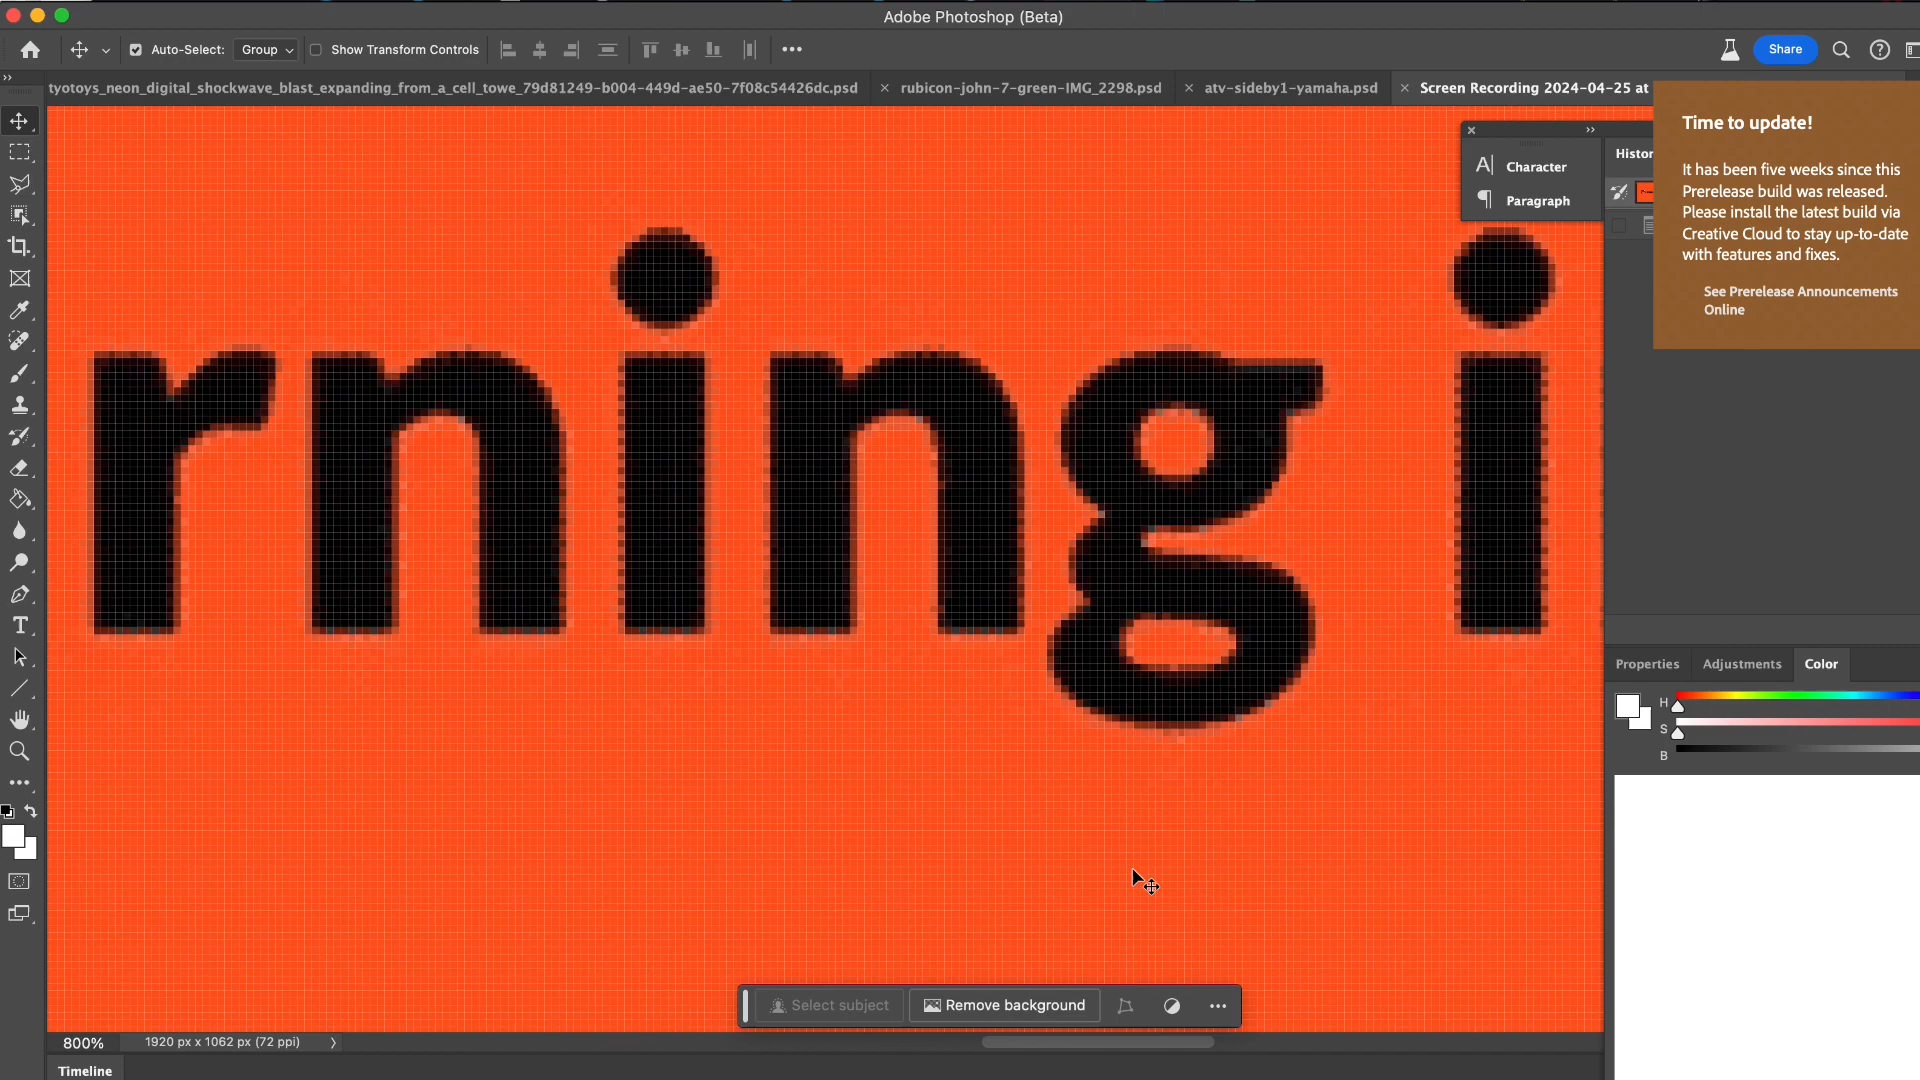 Adobe Photoshop (Beta)
Auto-Select: Group Show Transform Controls Share
tyotoys_neon_digital_shockwave_blast_expanding_from_a_cell_towe_79d81249-b004-449d-ae50-7f08c54426dc.psd rubicon-john-7-green-IMG_2298.psd atv-sideby1-yamaha.psd Screen Recording 2024-04-25 at
Time to update!
It has been five weeks since this
Prerelease build was released.
Please install the latest build via
Creative Cloud to stay up-to-date
with features and fixes.
See Prerelease Announcements
Online
Character
Paragraph
Histor
rning i
Properties Adjustments Color
H
S
B
Select subject Remove background
800% 1920 px x 1062 px (72 ppi)
Timeline